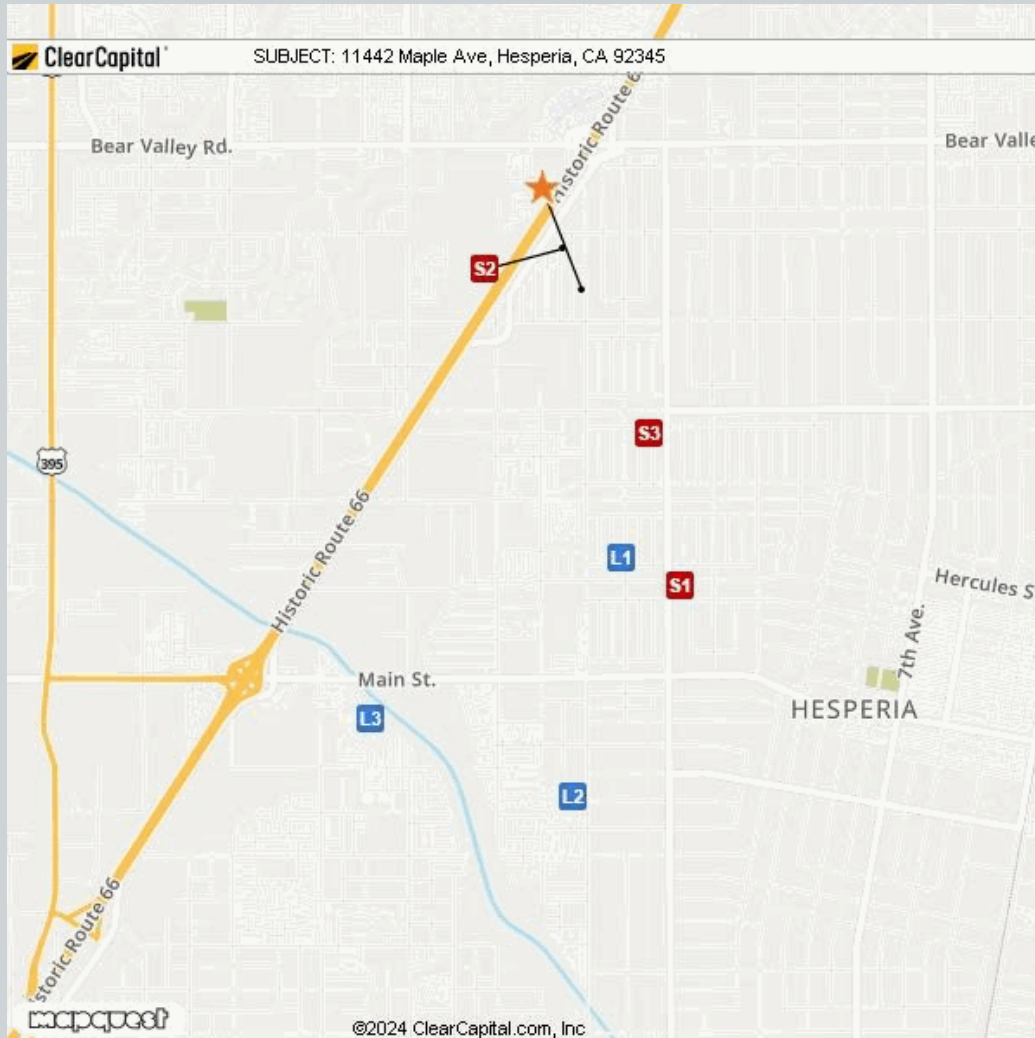 ClearCapital SUBJECT: 11442 Maple Ave, Hesperia, CA 92345
Historic Route 6
Bear Valley Rd.
Bear Valle
S2
395
S3
Historic Route 66
L1
S1
Hercules S
7th Ave.
Main St.
HESPERIA
L3
L2
storic Route 66
mapquest
©2024 ClearCapital.com, Inc